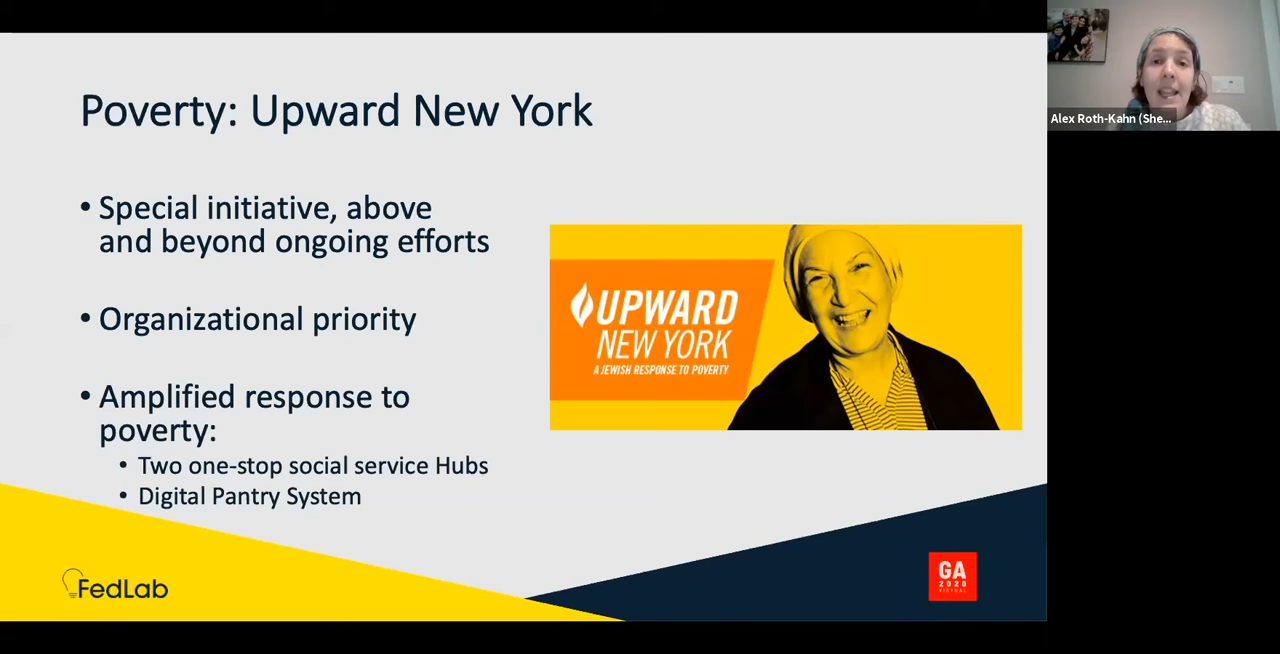 Poverty: Upward New York
• Special initiative, above
and beyond ongoing efforts
• Organizational priority
• Amplified response to
poverty:
• Two one-stop social service Hubs
• Digital Pantry System
UPWARD
NEW YORK
A JEWISH RESPONSE TO POVERTY
FedLab
GA
2020
VIRTUAL
Alex Roth-Kahn (She...